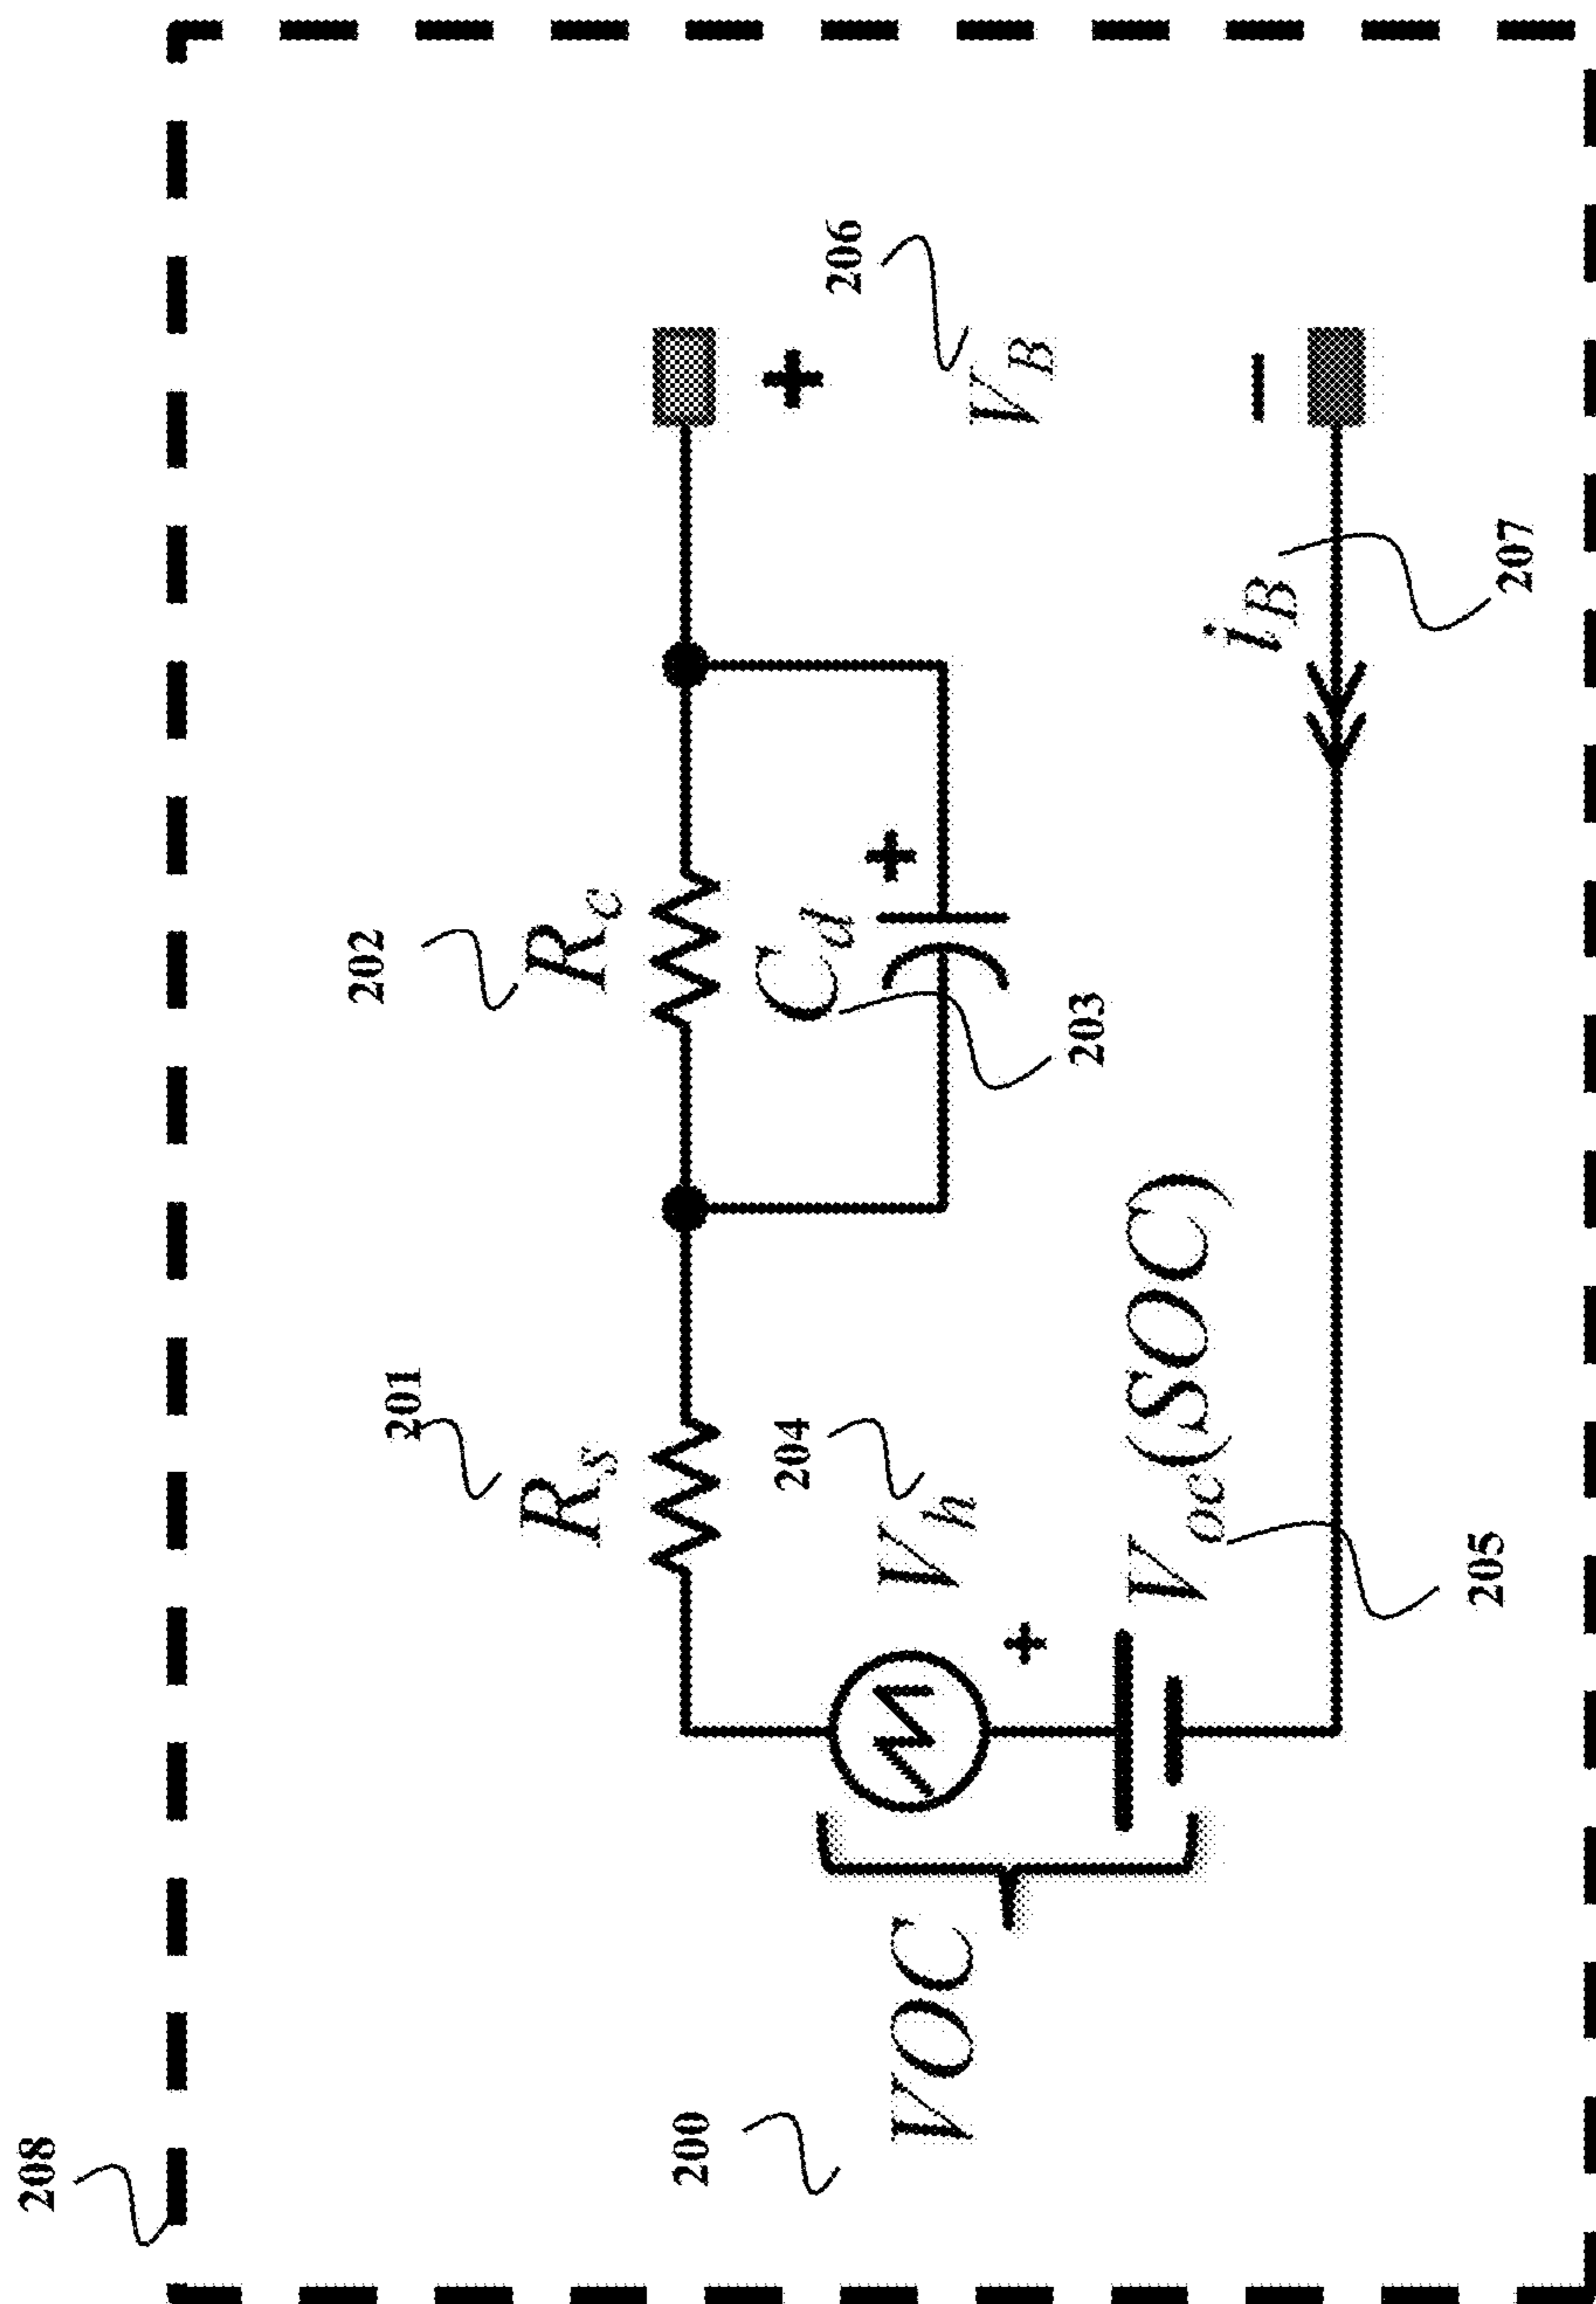 208
202
206
201
R_c
R_s
C_d
+
+
204
203
V_B
200
V_h
VOC
+
V_oc(SOC)
−
i_B
205
207